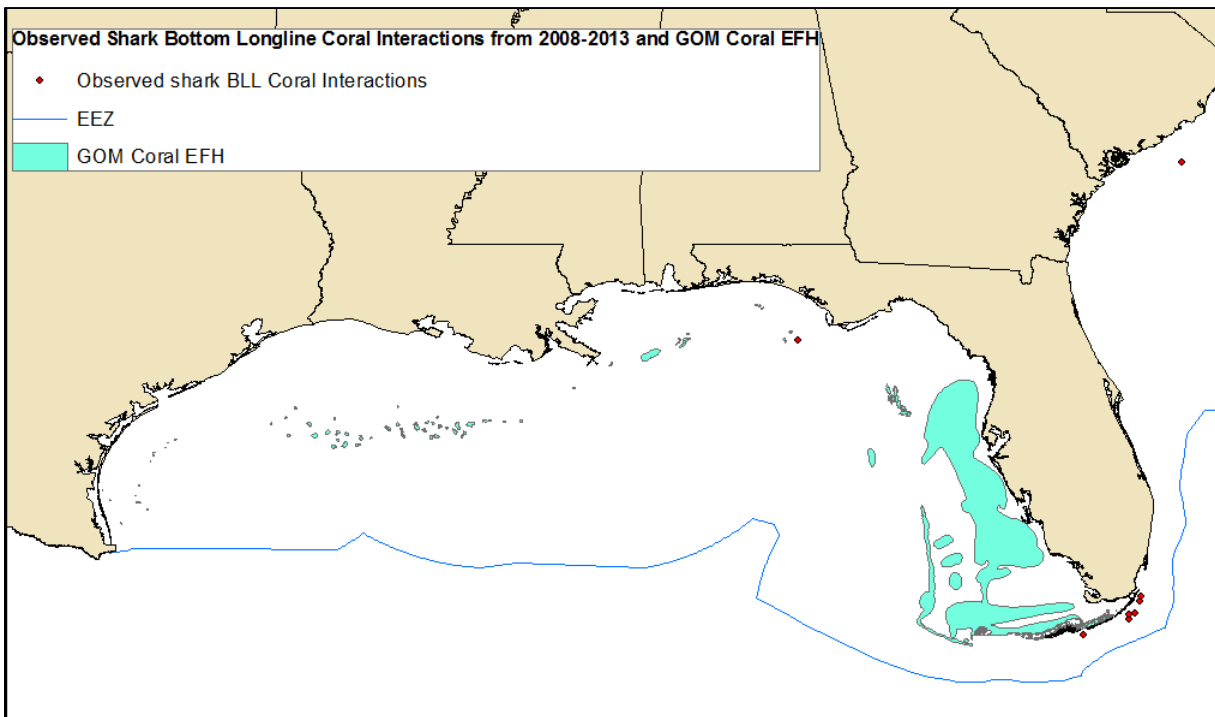 Observed Shark Bottom Longline Coral Interactions from 2008-2013 and GOM Coral EFH
Observed shark BLL Coral Interactions
EEZ
GOM Coral EFH